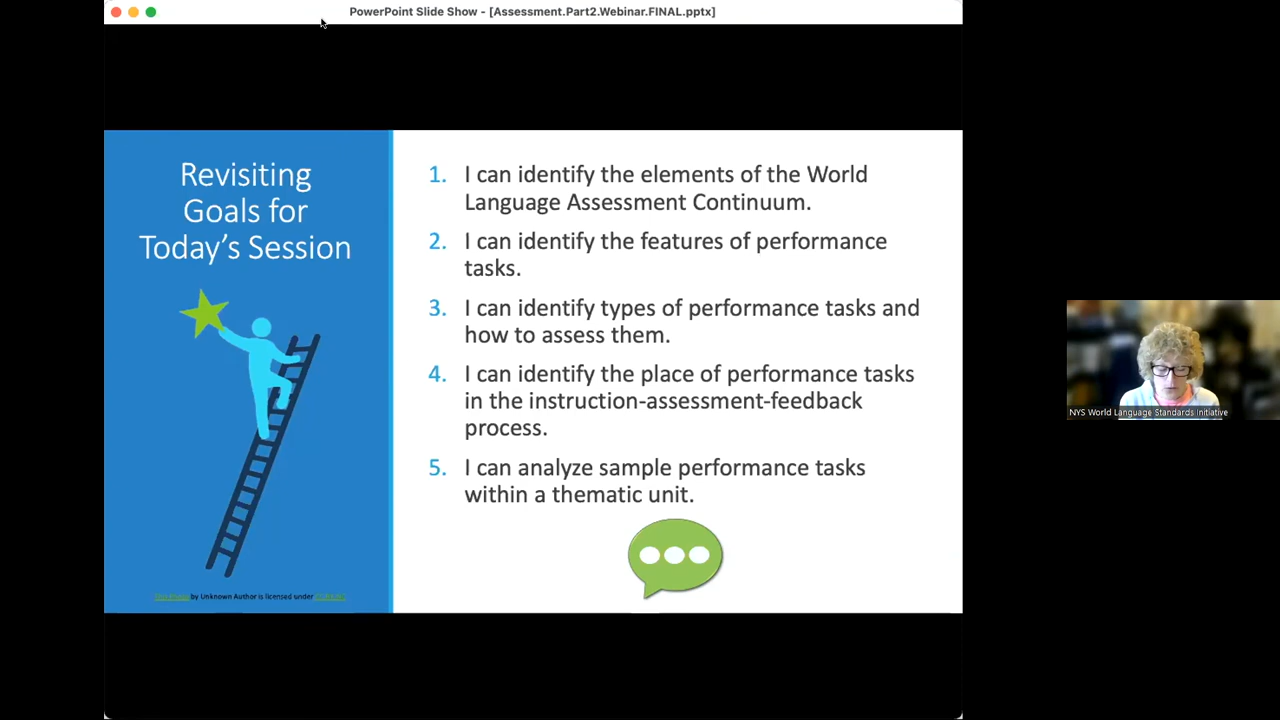 PowerPoint Slide Show - [Assessment.Part2.Webinar.FINAL.pptx]
Revisiting
Goals for
Today's Session
1. I can identify the elements of the World
Language Assessment Continuum.
2. I can identify the features of performance
tasks.
3. I can identify types of performance tasks and
how to assess them.
4. I can identify the place of performance tasks
in the instruction-assessment-feedback
process.
5. I can analyze sample performance tasks
within a thematic unit.
by Unknown Author is licensed under
NYS World Language Standards Initiative